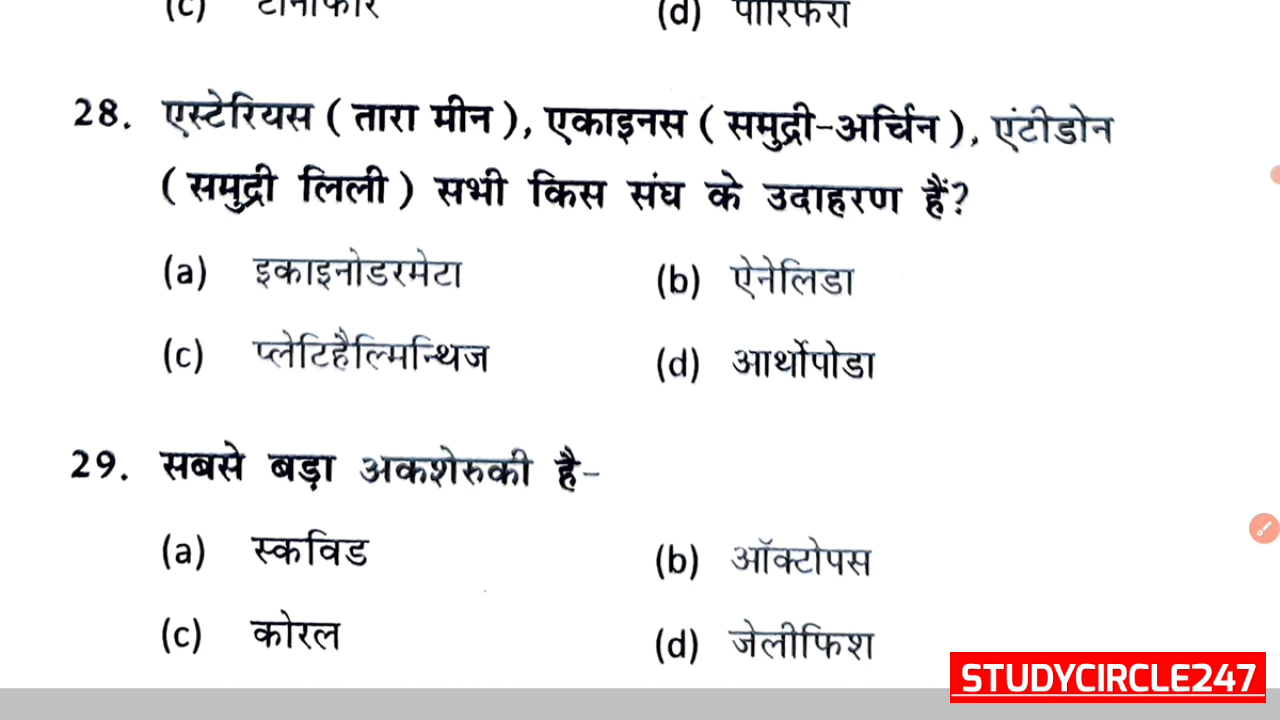 (c) टीनोफोर (d) पोरिफेरा
28. एस्टेरियस ( तारा मीन ), एकाइनस ( समुद्री-अर्चिन ), एंटीडोन
( समुद्री लिली ) सभी किस संघ के उदाहरण हैं?
(a) इकाइनोडरमेटा (b) ऐनेलिडा
(c) प्लेटिहैल्मिन्थिज (d) आर्थोपोडा
29. सबसे बड़ा अकशेरुकी है-
(a) स्कविड (b) ऑक्टोपस
(c) कोरल (d) जेलीफिश
STUDYCIRCLE247